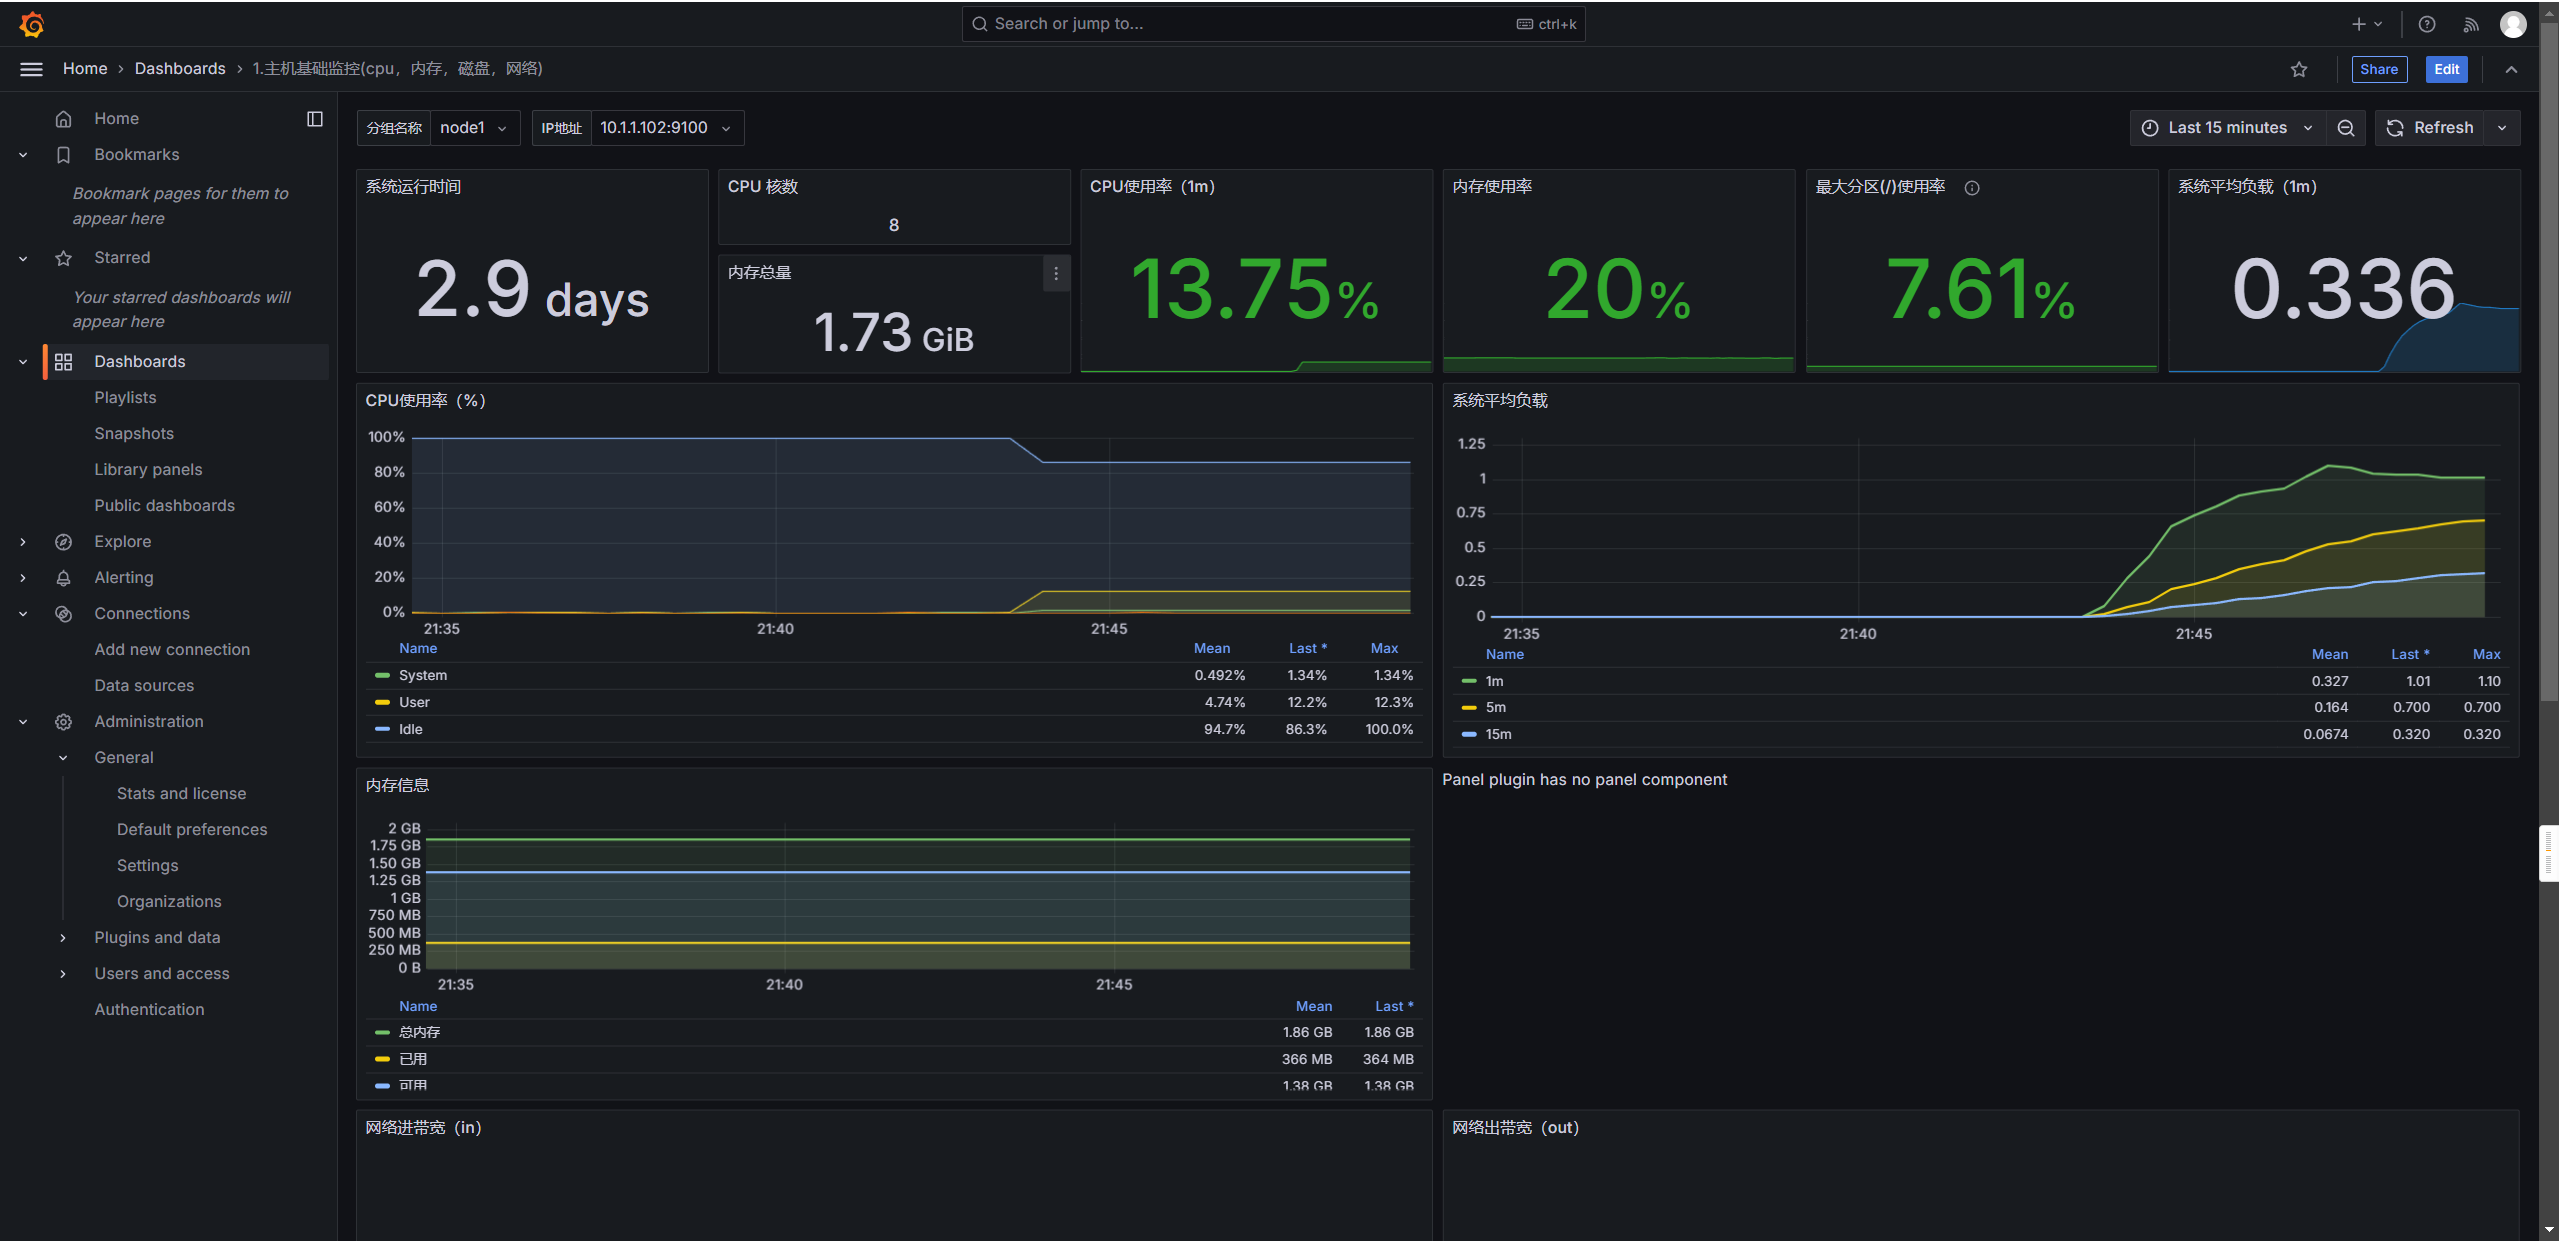 Search or jump to...
ctrl+k
Home
Dashboards
1.主机基础监控(cpu，内存，磁盘，网络)
Share
Edit
Home
Bookmarks
Bookmark pages for them to
appear here
Starred
Your starred dashboards will
appear here
Dashboards
Playlists
Snapshots
Library panels
Public dashboards
Explore
Alerting
Connections
Add new connection
Data sources
Administration
General
Stats and license
Default preferences
Settings
Organizations
Plugins and data
Users and access
Authentication
分组名称 node1
IP地址 10.1.1.102:9100
Last 15 minutes
Refresh
系统运行时间
2.9 days
CPU 核数
8
内存总量
1.73 GiB
CPU使用率（1m）
13.75%
内存使用率
20%
最大分区(/)使用率
7.61%
系统平均负载（1m）
0.336
CPU使用率（%）
100%
80%
60%
40%
20%
0%
21:35 21:40 21:45
Name Mean Last * Max
System 0.492% 1.34% 1.34%
User 4.74% 12.2% 12.3%
Idle 94.7% 86.3% 100.0%
系统平均负载
1.25
1
0.75
0.5
0.25
0
21:35 21:40 21:45
Name Mean Last * Max
1m 0.327 1.01 1.10
5m 0.164 0.700 0.700
15m 0.0674 0.320 0.320
内存信息
2 GB
1.75 GB
1.50 GB
1.25 GB
1 GB
750 MB
500 MB
250 MB
0 B
21:35 21:40 21:45
Name Mean Last *
总内存 1.86 GB 1.86 GB
已用 366 MB 364 MB
可用 1.38 GB 1.38 GB
Panel plugin has no panel component
网络进带宽（in）
网络出带宽（out）